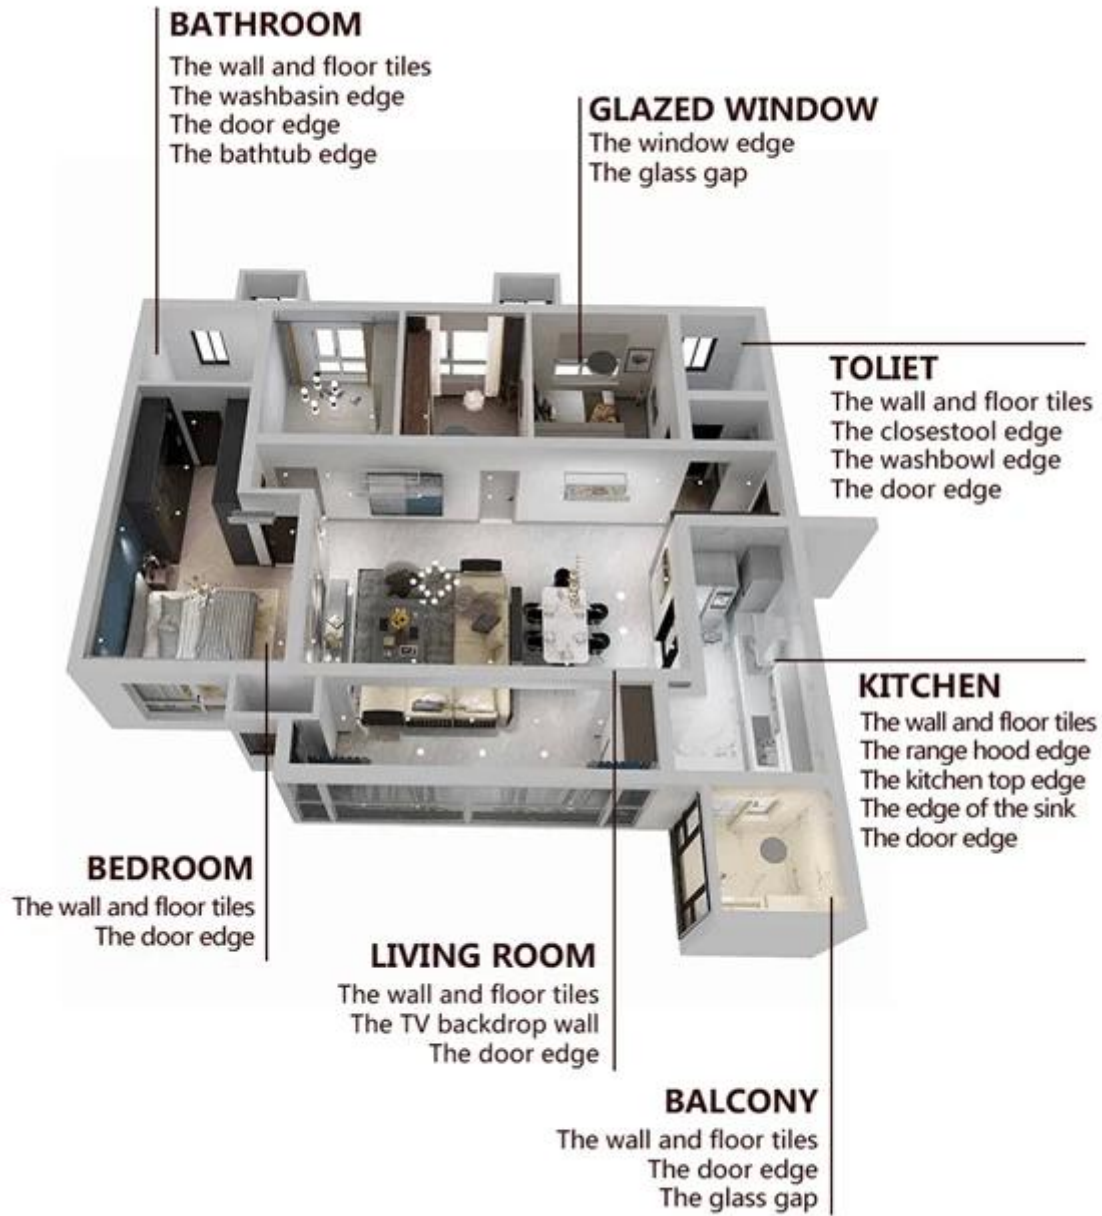 BATHROOM
The wall and floor tiles
The washbasin edge
The door edge
The bathtub edge
GLAZED WINDOW
The window edge
The glass gap
TOLIET
The wall and floor tiles
The closestool edge
The washbowl edge
The door edge
KITCHEN
The wall and floor tiles
The range hood edge
The kitchen top edge
The edge of the sink
The door edge
BEDROOM
The wall and floor tiles
The door edge
LIVING ROOM
The wall and floor tiles
The TV backdrop wall
The door edge
BALCONY
The wall and floor tiles
The door edge
The glass gap